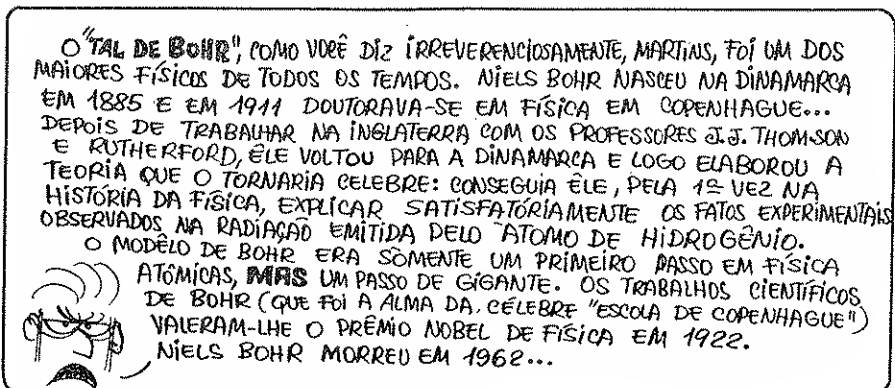 O "TAL DE BOHR", COMO VOCÊ DIZ IRREVERENCIOSAMENTE, MARTINS, FOI UM DOS
MAIORES FÍSICOS DE TODOS OS TEMPOS. NIELS BOHR NASCEU NA DINAMARCA
EM 1885 E EM 1911 DOUTORAVA-SE EM FÍSICA EM COPENHAGUE...
DEPOIS DE TRABALHAR NA INGLATERRA COM OS PROFESSORES J.J. THOMSON
E RUTHERFORD, ÊLE VOLTOU PARA A DINAMARCA E LOGO ELABOROU A
TEORIA QUE O TORNARIA CELEBRE: CONSEGUIA ÊLE, PELA 1ª VEZ NA
HISTÓRIA DA FÍSICA, EXPLICAR SATISFATÓRIAMENTE OS FATOS EXPERIMENTAIS
OBSERVADOS NA RADIAÇÃO EMITIDA PELO ÁTOMO DE HIDROGÊNIO.
O MODÊLO DE BOHR ERA SÒMENTE UM PRIMEIRO PASSO EM FÍSICA
ATÓMICAS, MAS UM PASSO DE GIGANTE. OS TRABALHOS CIENTÍFICOS
DE BOHR (QUE FOI A ALMA DA CÉLEBRE "ESCOLA DE COPENHAGUE")
VALERAM-LHE O PRÊMIO NOBEL DE FÍSICA EM 1922.
NIELS BOHR MORREU EM 1962...